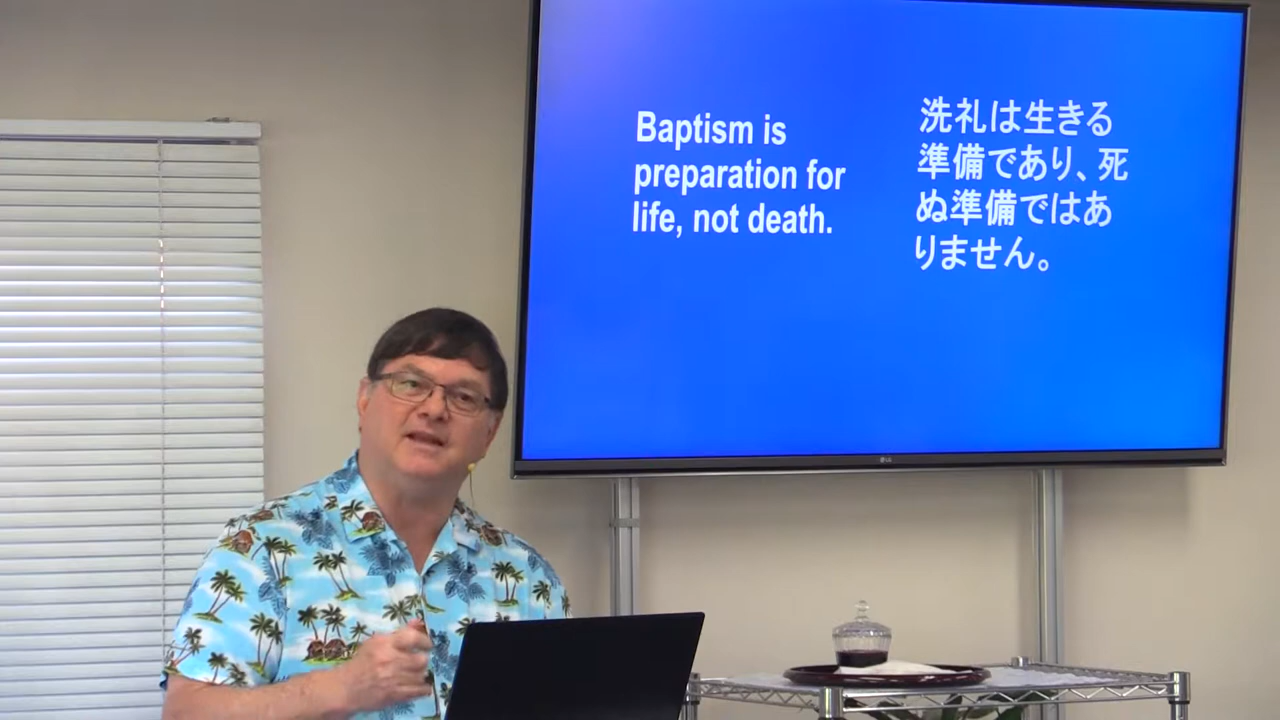 Baptism is
preparation for
life, not death.
洗礼は生きる
準備であり、死
ぬ準備ではあ
りません。
LG